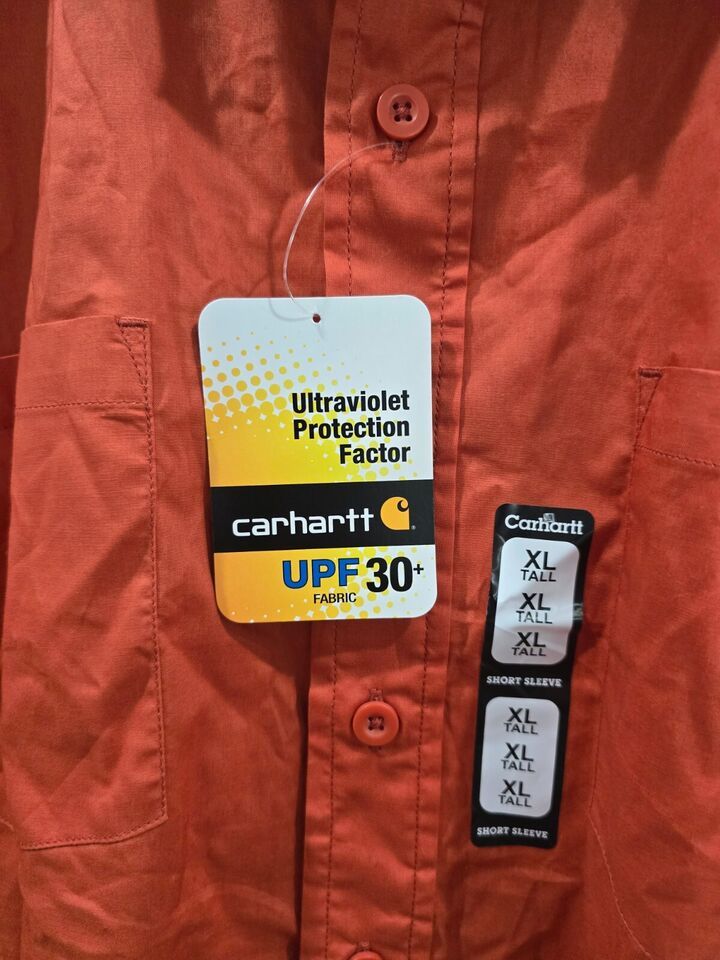 Ultraviolet
Protection
Factor
carhartt
UPF 30+
FABRIC
Carhartt
XL
TALL
XL
TALL
XL
TALL
SHORT SLEEVE
XL
TALL
XL
TALL
XL
TALL
SHORT SLEEVE